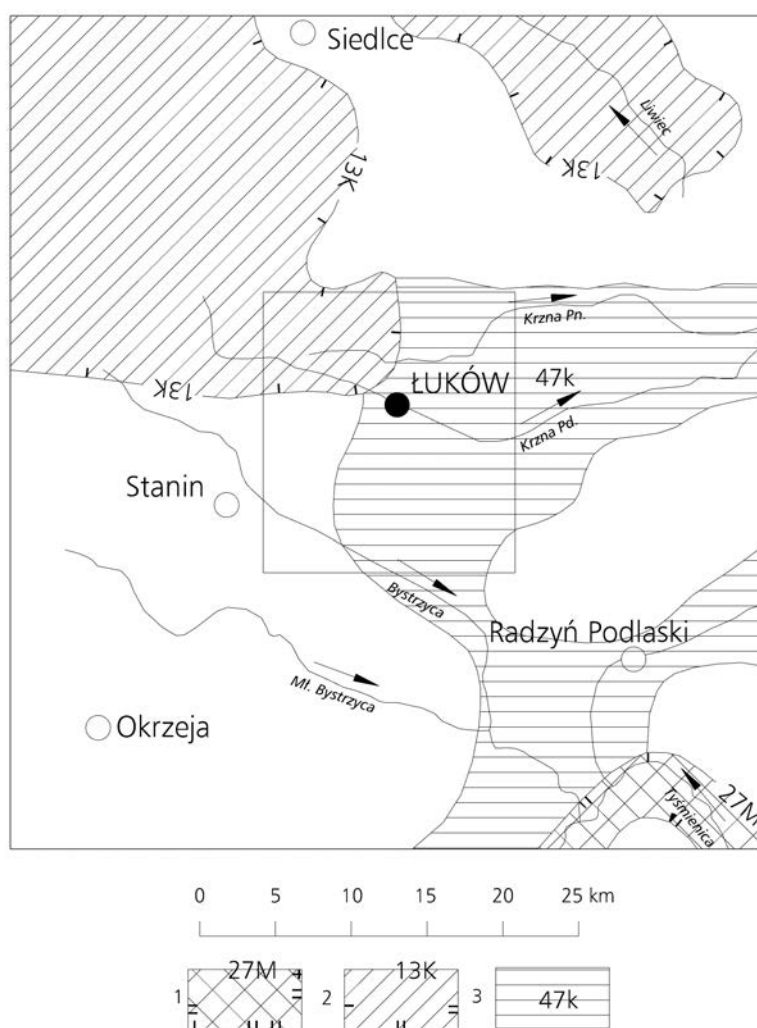 Siedlce
Liwiec
13K
13K
Krzna Pn.
47k
13K
ŁUKÓW
Krzna Pd.
Stanin
Bystrzyca
Radzyń Podlaski
Mł. Bystrzyca
Okrzeja
27M
Tyśmienica
0 5 10 15 20 25 km
1 27M 2 13K 3 47k